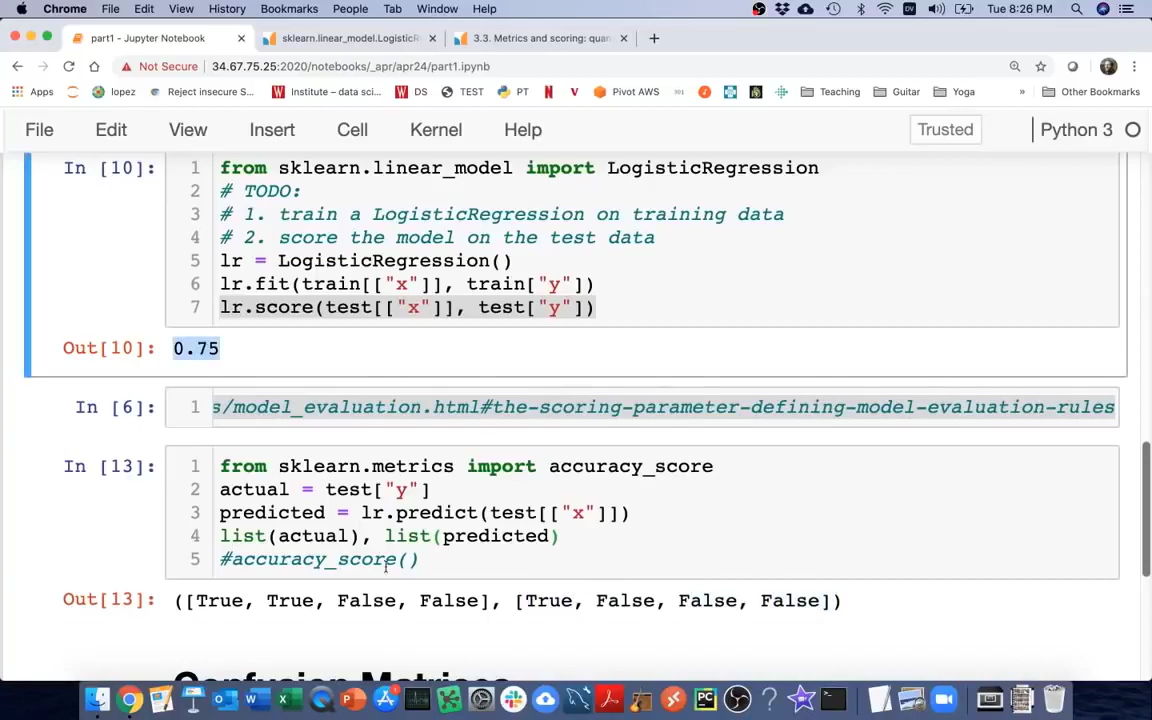 Chrome File Edit View History Bookmarks People Tab Window Help Tue 8:26 PM
part1 - Jupyter Notebook sklearn.linear_model.LogisticR 3.3. Metrics and scoring: quan
Not Secure 34.67.75.25:2020/notebooks/_apr/apr24/part1.ipynb
Apps lopez Reject insecure S... Institute – data sci... DS TEST PT Pivot AWS Teaching Guitar Yoga » Other Bookmarks
File Edit View Insert Cell Kernel Help Trusted Python 3
In [10]: 1 from sklearn.linear_model import LogisticRegression
2 # TODO:
3 # 1. train a LogisticRegression on training data
4 # 2. score the model on the test data
5 lr = LogisticRegression()
6 lr.fit(train[["x"]], train["y"])
7 lr.score(test[["x"]], test["y"])
Out[10]: 0.75
In [6]: 1 s/model_evaluation.html#the-scoring-parameter-defining-model-evaluation-rules
In [13]: 1 from sklearn.metrics import accuracy_score
2 actual = test["y"]
3 predicted = lr.predict(test[["x"]])
4 list(actual), list(predicted)
5 #accuracy_score()
Out[13]: ([True, True, False, False], [True, False, False, False])
Confusion Matrices